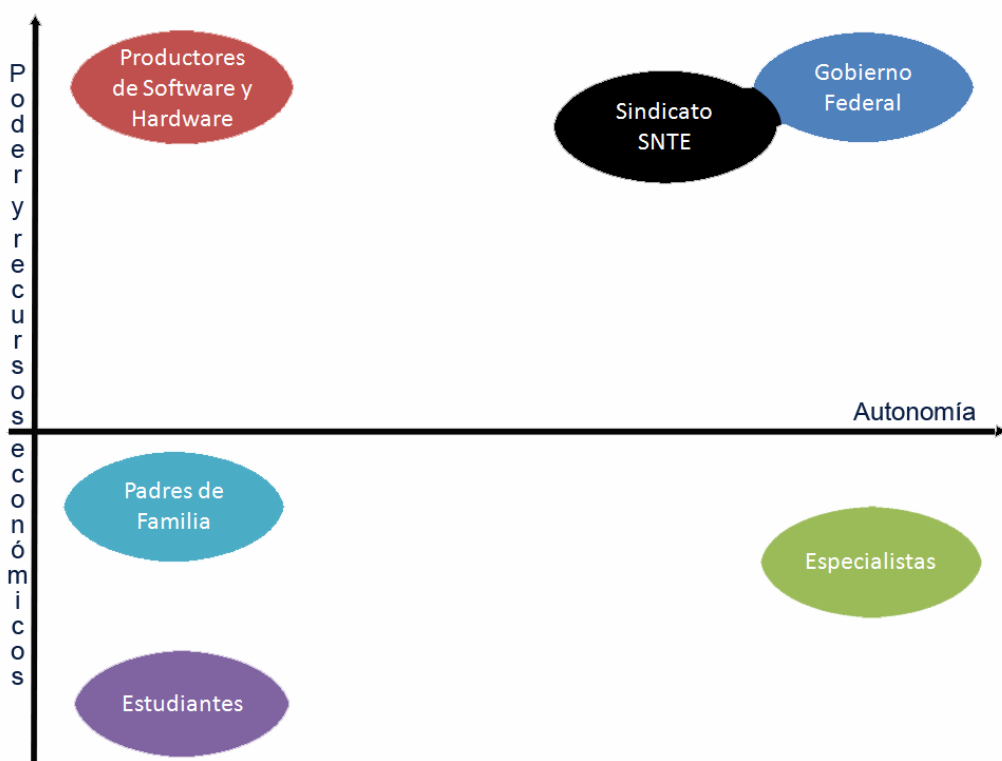 Poder y recursos económicos
Productores
de Software y
Hardware
Sindicato
SNTE
Gobierno
Federal
Autonomía
Padres de
Familia
Especialistas
Estudiantes